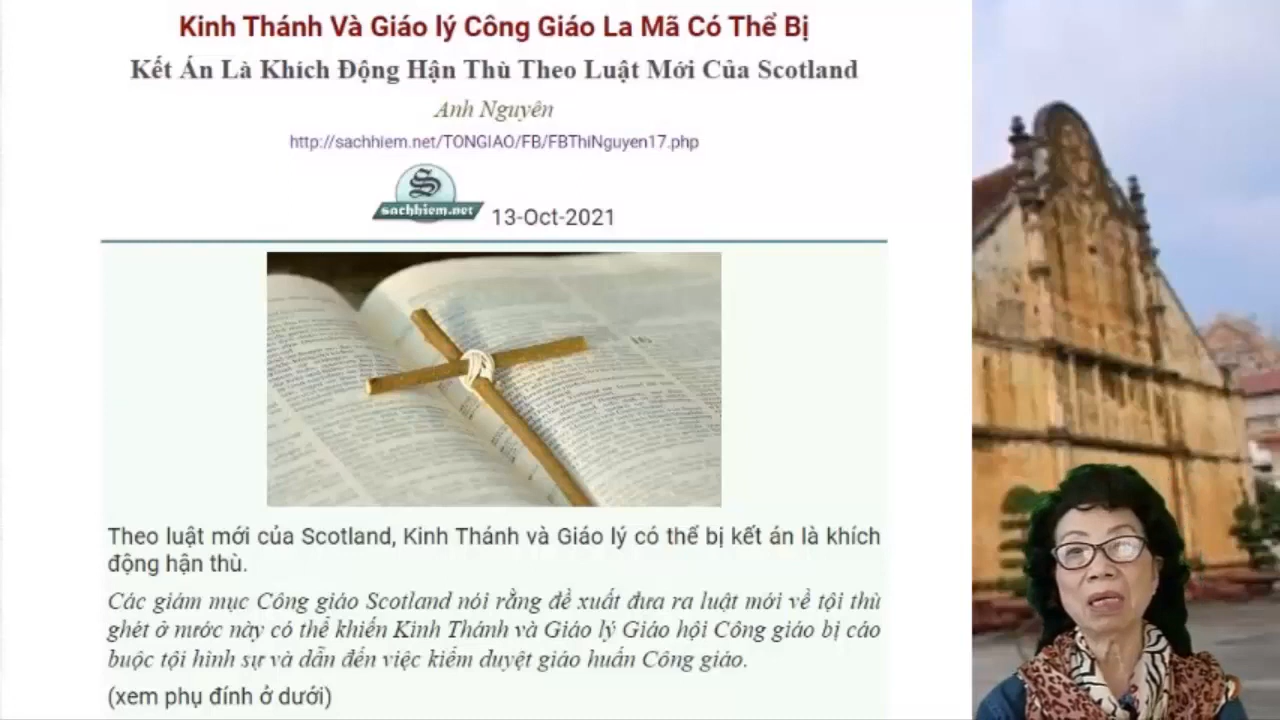 Kinh Thánh Và Giáo lý Công Giáo La Mã Có Thể Bị
Kết Án Là Khích Động Hận Thù Theo Luật Mới Của Scotland
Anh Nguyên
http://sachhiem.net/TONGIAO/FB/FBThiNguyen17.php
S
sachhiem.net
13-Oct-2021
Theo luật mới của Scotland, Kinh Thánh và Giáo lý có thể bị kết án là khích
động hận thù.
Các giám mục Công giáo Scotland nói rằng đề xuất đưa ra luật mới về tội thù
ghét ở nước này có thể khiến Kinh Thánh và Giáo lý Giáo hội Công giáo bị cáo
buộc tội hình sự và dẫn đến việc kiểm duyệt giáo huấn Công giáo.
(xem phụ đính ở dưới)